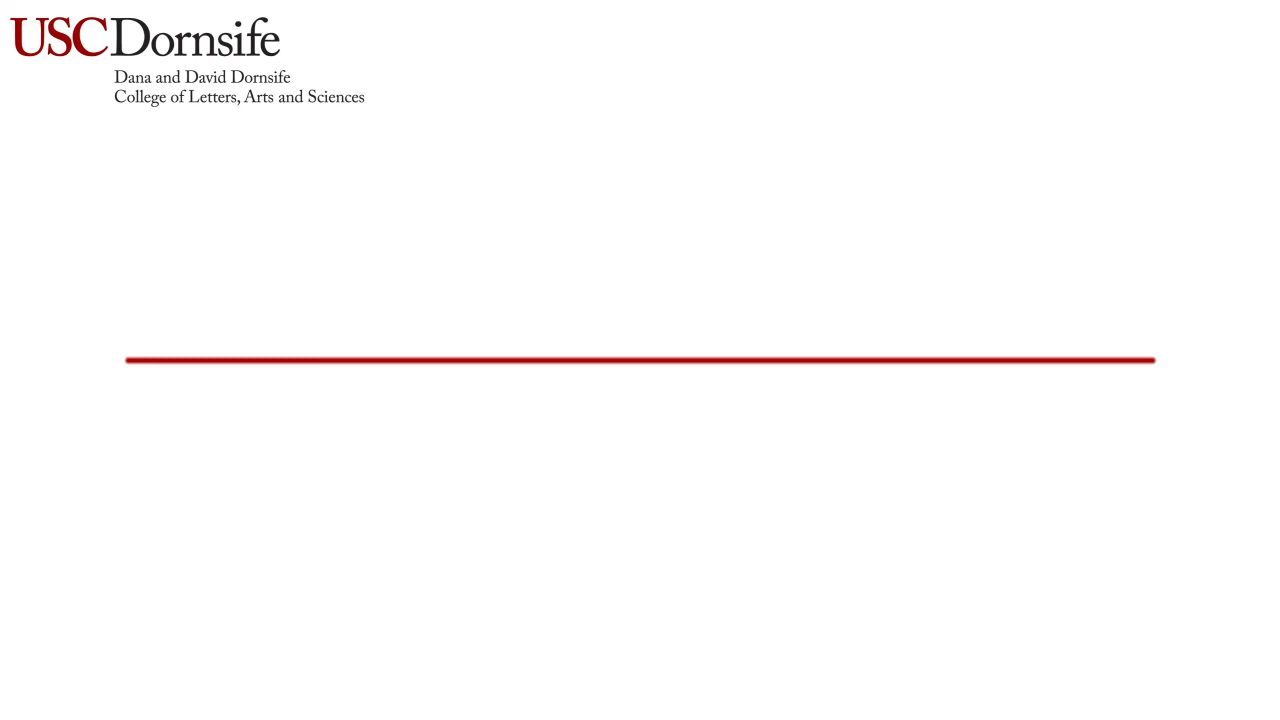 USCDornsife
Dana and David Dornsife
College of Letters, Arts and Sciences